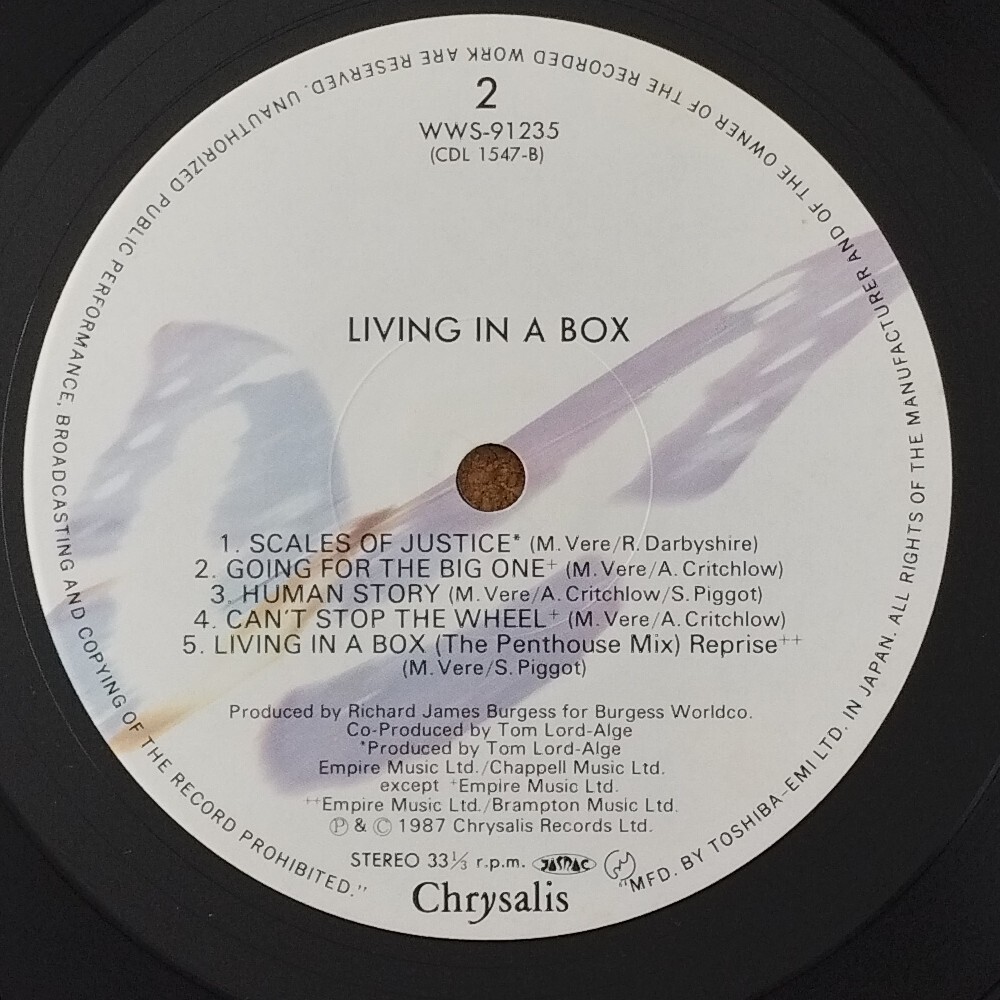 2
WWS-91235
(CDL 1547-B)
LIVING IN A BOX
1. SCALES OF JUSTICE* (M. Vere/R. Darbyshire)
2. GOING FOR THE BIG ONE+ (M. Vere/A. Critchlow)
3. HUMAN STORY (M. Vere/A. Critchlow/S. Piggot)
4. CAN'T STOP THE WHEEL+ (M. Vere/A. Critchlow)
5. LIVING IN A BOX (The Penthouse Mix) Reprise++
(M. Vere/S. Piggot)
Produced by Richard James Burgess for Burgess Worldco.
Co-Produced by Tom Lord-Alge
*Produced by Tom Lord-Alge
Empire Music Ltd./Chappell Music Ltd.
except +Empire Music Ltd.
++Empire Music Ltd./Brampton Music Ltd.
Ⓟ & © 1987 Chrysalis Records Ltd.
STEREO 33⅓ r.p.m. JASRAC
Chrysalis
"MFD. BY TOSHIBA-EMI LTD. IN JAPAN. ALL RIGHTS OF THE MANUFACTURER AND OF THE OWNER OF THE RECORDED WORK ARE RESERVED. UNAUTHORIZED PUBLIC PERFORMANCE, BROADCASTING AND COPYING OF THE RECORD PROHIBITED."